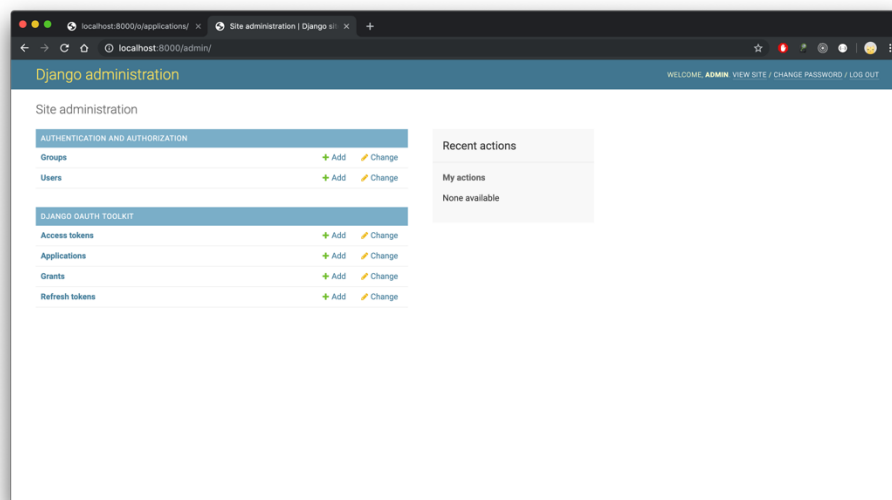 localhost:8000/o/applications/
Site administration | Django sit
localhost:8000/admin/
Django administration
WELCOME, ADMIN. VIEW SITE / CHANGE PASSWORD / LOG OUT
Site administration
AUTHENTICATION AND AUTHORIZATION
Groups + Add Change
Users + Add Change
DJANGO OAUTH TOOLKIT
Access tokens + Add Change
Applications + Add Change
Grants + Add Change
Refresh tokens + Add Change
Recent actions
My actions
None available